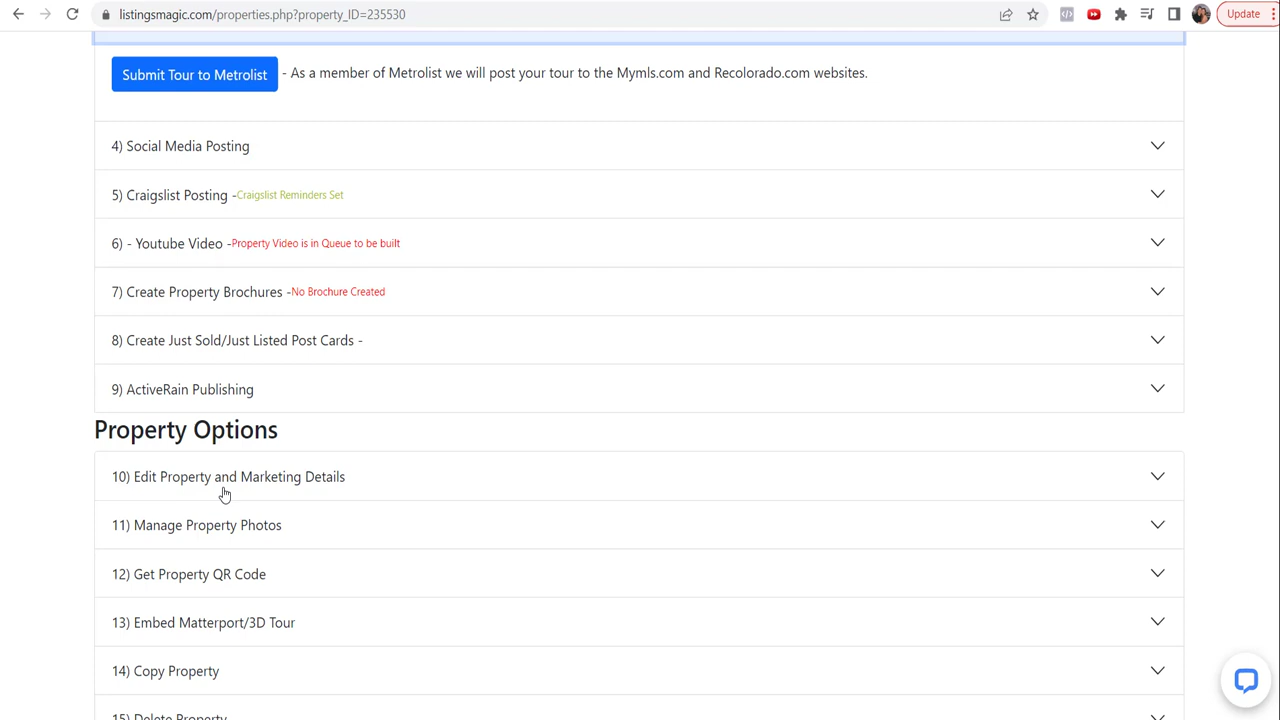 listingsmagic.com/properties.php?property_ID=235530
Update
Submit Tour to Metrolist - As a member of Metrolist we will post your tour to the Mymls.com and Recolorado.com websites.
4) Social Media Posting
5) Craigslist Posting -Craigslist Reminders Set
6) - Youtube Video -Property Video is in Queue to be built
7) Create Property Brochures -No Brochure Created
8) Create Just Sold/Just Listed Post Cards -
9) ActiveRain Publishing
Property Options
10) Edit Property and Marketing Details
11) Manage Property Photos
12) Get Property QR Code
13) Embed Matterport/3D Tour
14) Copy Property
15) Delete Property